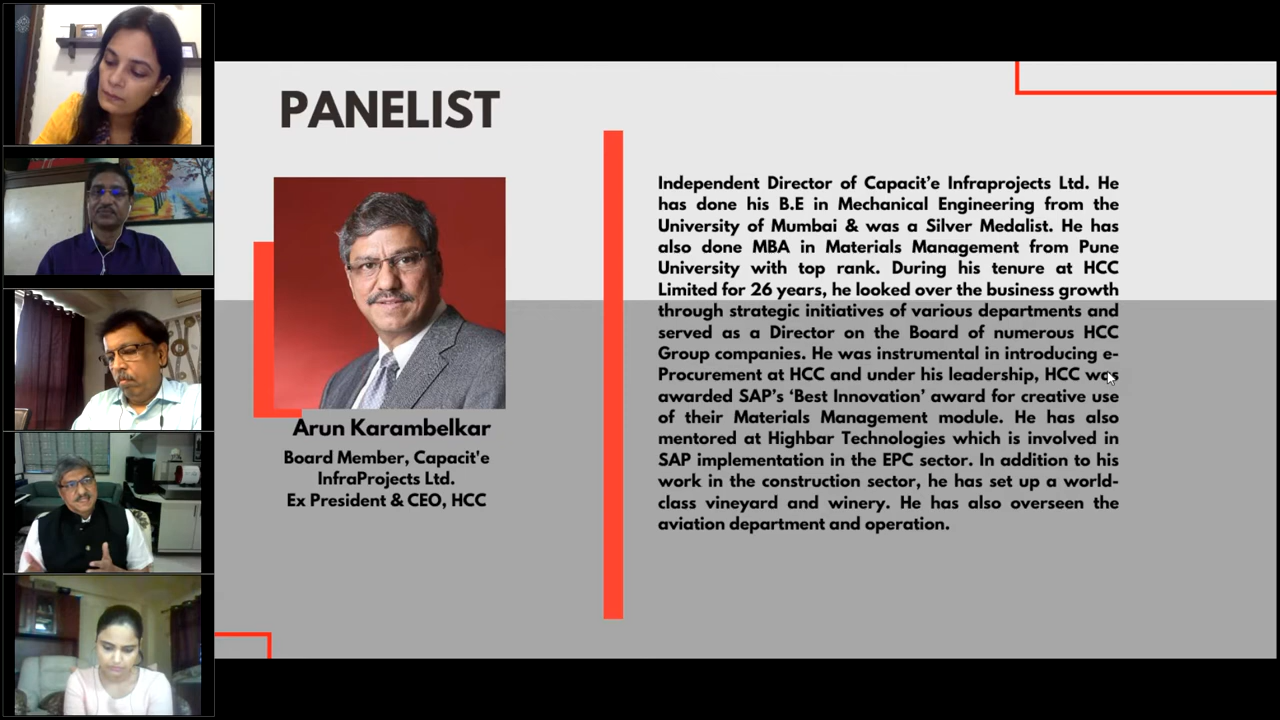 PANELIST
Arun Karambelkar
Board Member, Capacit'e
InfraProjects Ltd.
Ex President & CEO, HCC
Independent Director of Capacit’e Infraprojects Ltd. He
has done his B.E in Mechanical Engineering from the
University of Mumbai & was a Silver Medalist. He has
also done MBA in Materials Management from Pune
University with top rank. During his tenure at HCC
Limited for 26 years, he looked over the business growth
through strategic initiatives of various departments and
served as a Director on the Board of numerous HCC
Group companies. He was instrumental in introducing e-
Procurement at HCC and under his leadership, HCC was
awarded SAP’s ‘Best Innovation’ award for creative use
of their Materials Management module. He has also
mentored at Highbar Technologies which is involved in
SAP implementation in the EPC sector. In addition to his
work in the construction sector, he has set up a world-
class vineyard and winery. He has also overseen the
aviation department and operation.